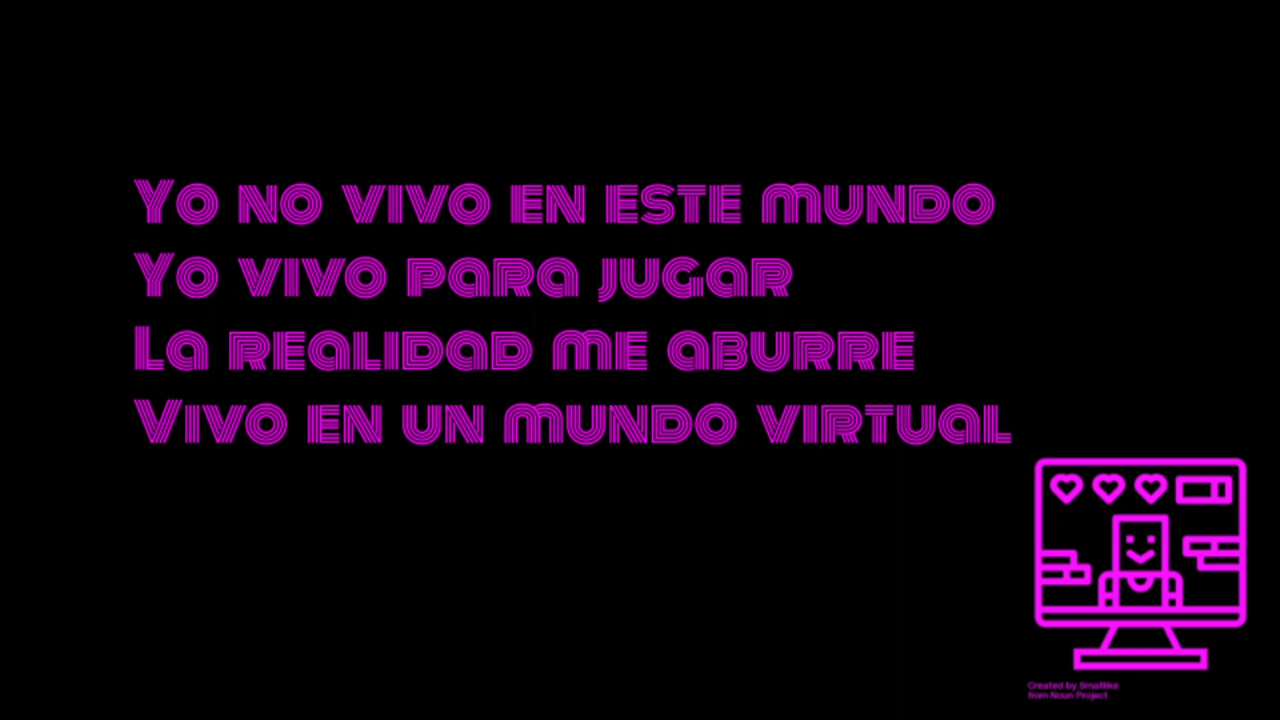 Yo no vivo en este mundo
Yo vivo para jugar
La realidad me aburre
Vivo en un mundo virtual
Created by Smalllike
from Noun Project